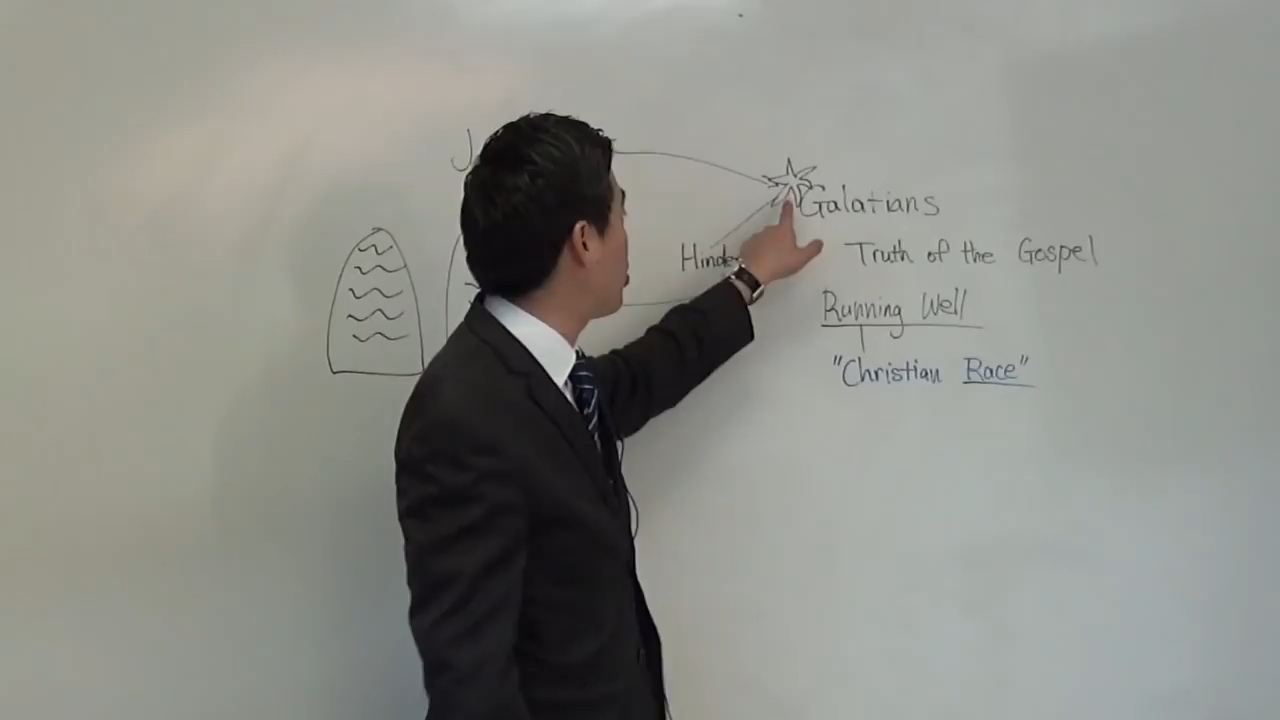 J
Galatians
Hinder
Truth of the Gospel
Running Well
"Christian Race"